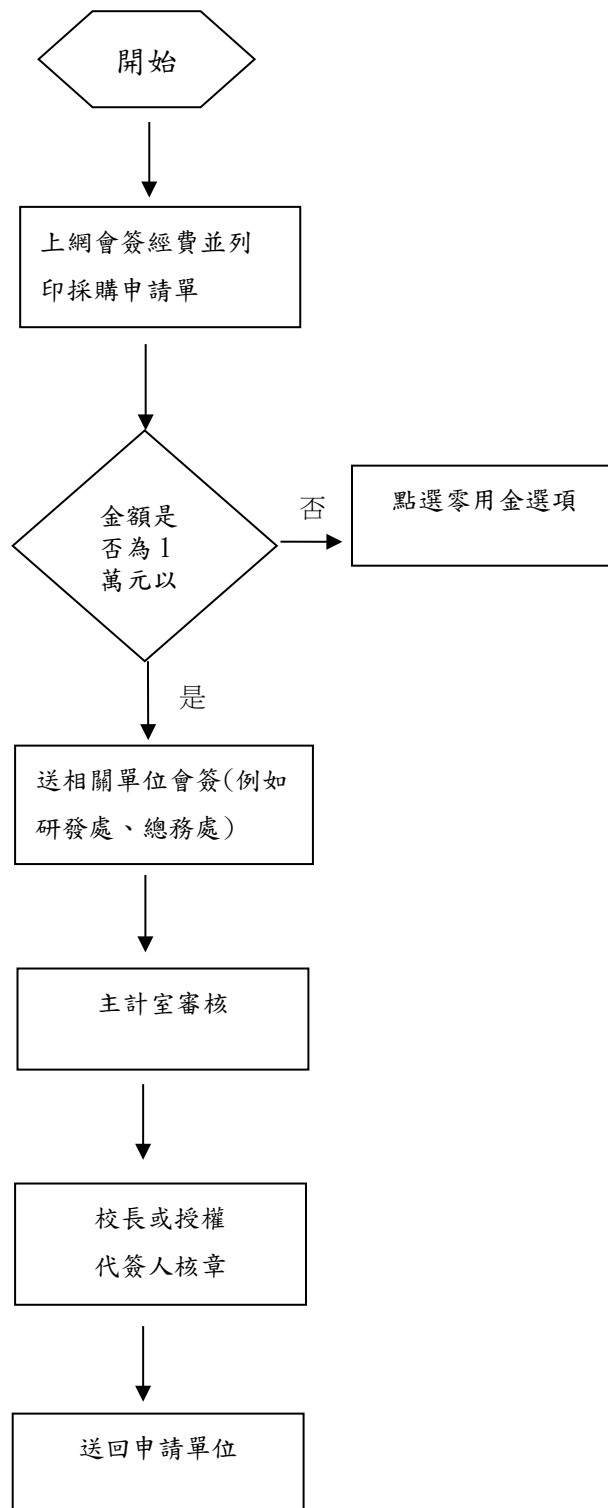 開始
上網會簽經費並列
印採購申請單
金額是
否為1
萬元以
否
點選零用金選項
是
送相關單位會簽(例如
研發處、總務處)
主計室審核
校長或授權
代簽人核章
送回申請單位